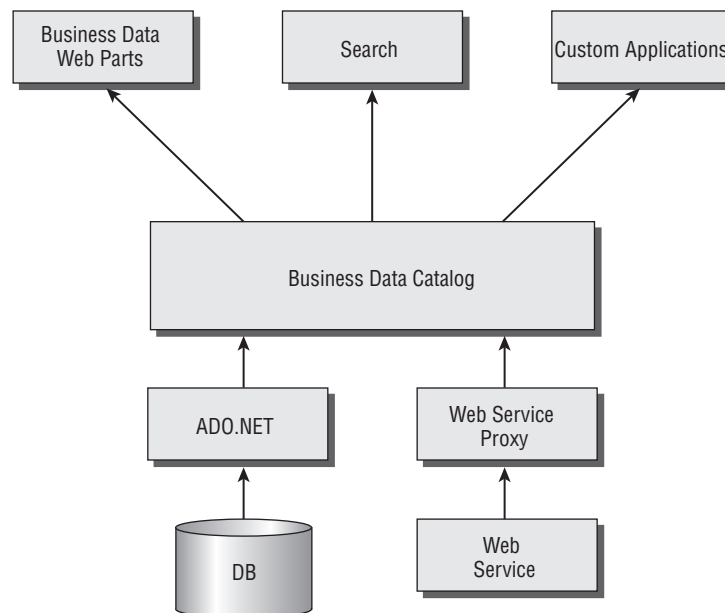 Business Data
Web Parts
Search
Custom Applications
Business Data Catalog
ADO.NET
Web Service
Proxy
DB
Web
Service